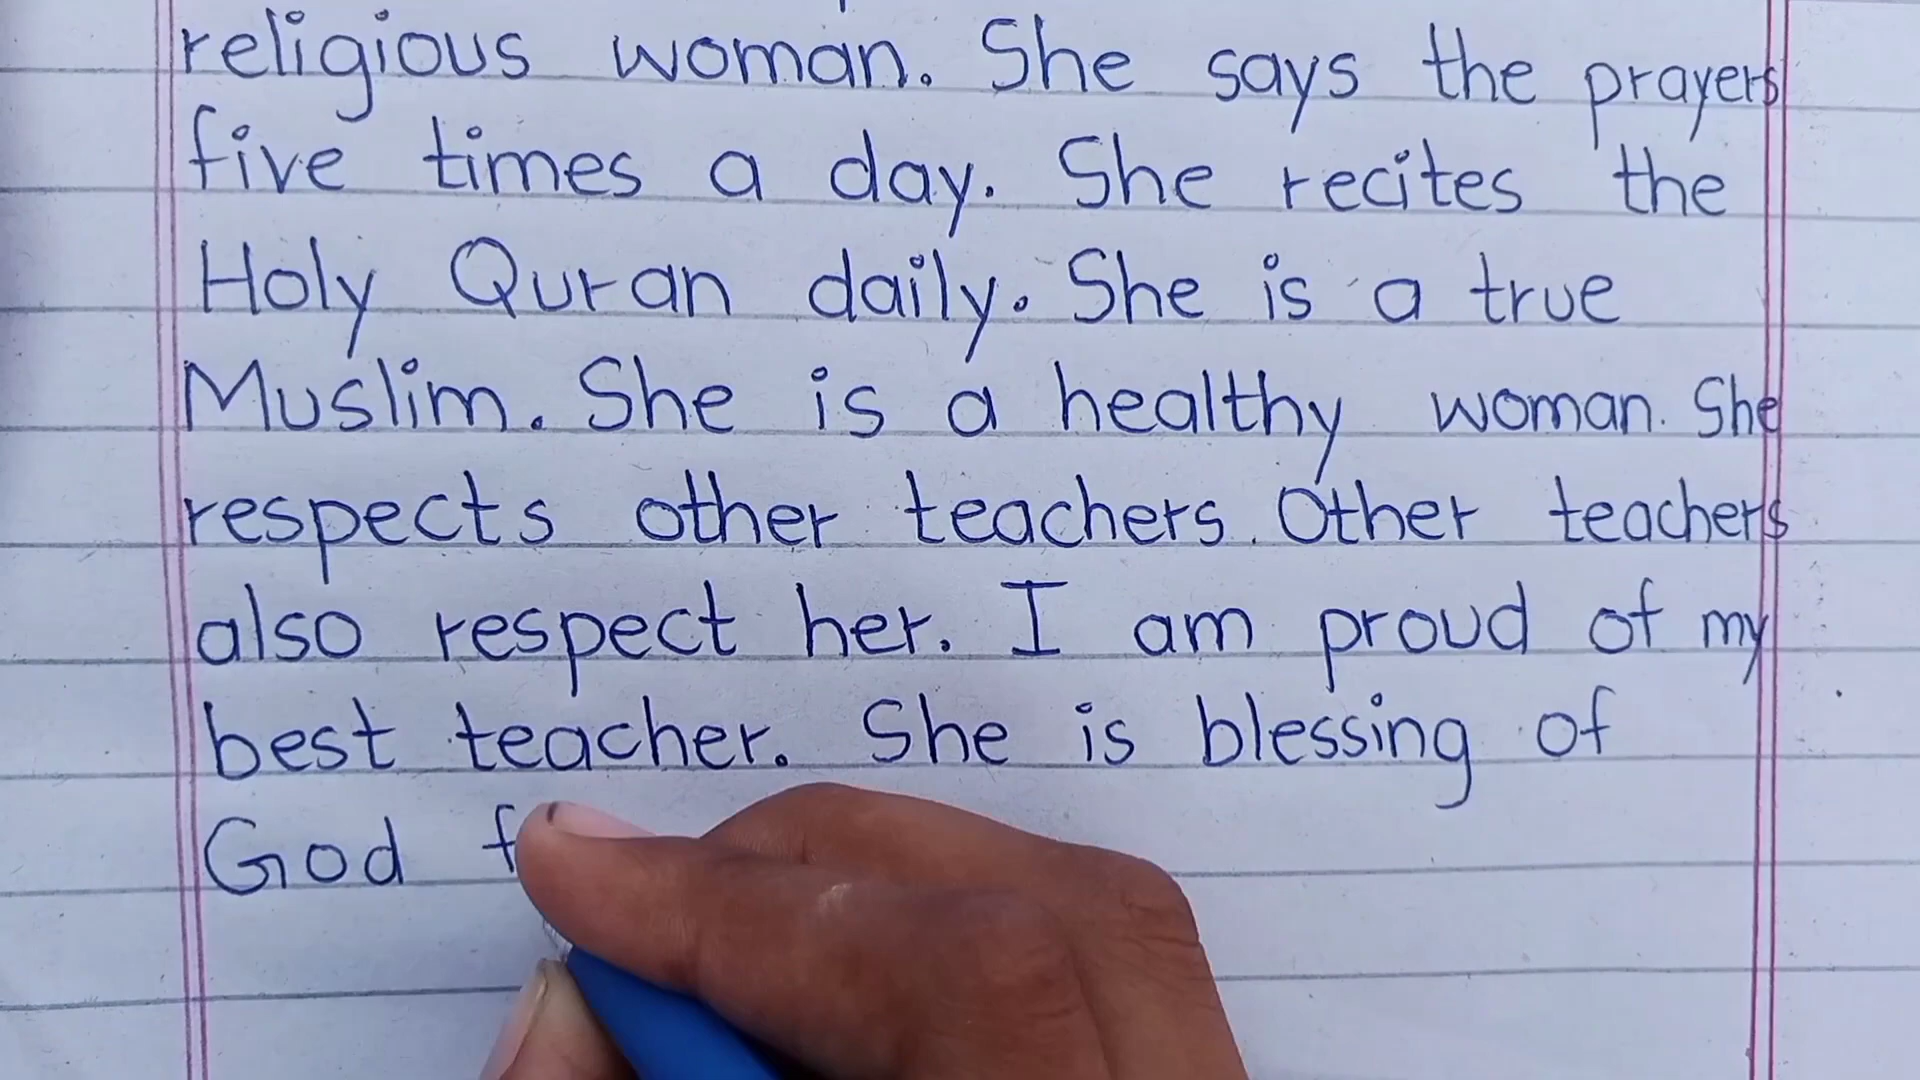 religious woman. She says the prayers
five times a day. She recites the
Holy Quran daily. She is a true
Muslim. She is a healthy woman. She
respects other teachers. Other teachers
also respect her. I am proud of my
best teacher. She is blessing of
God f